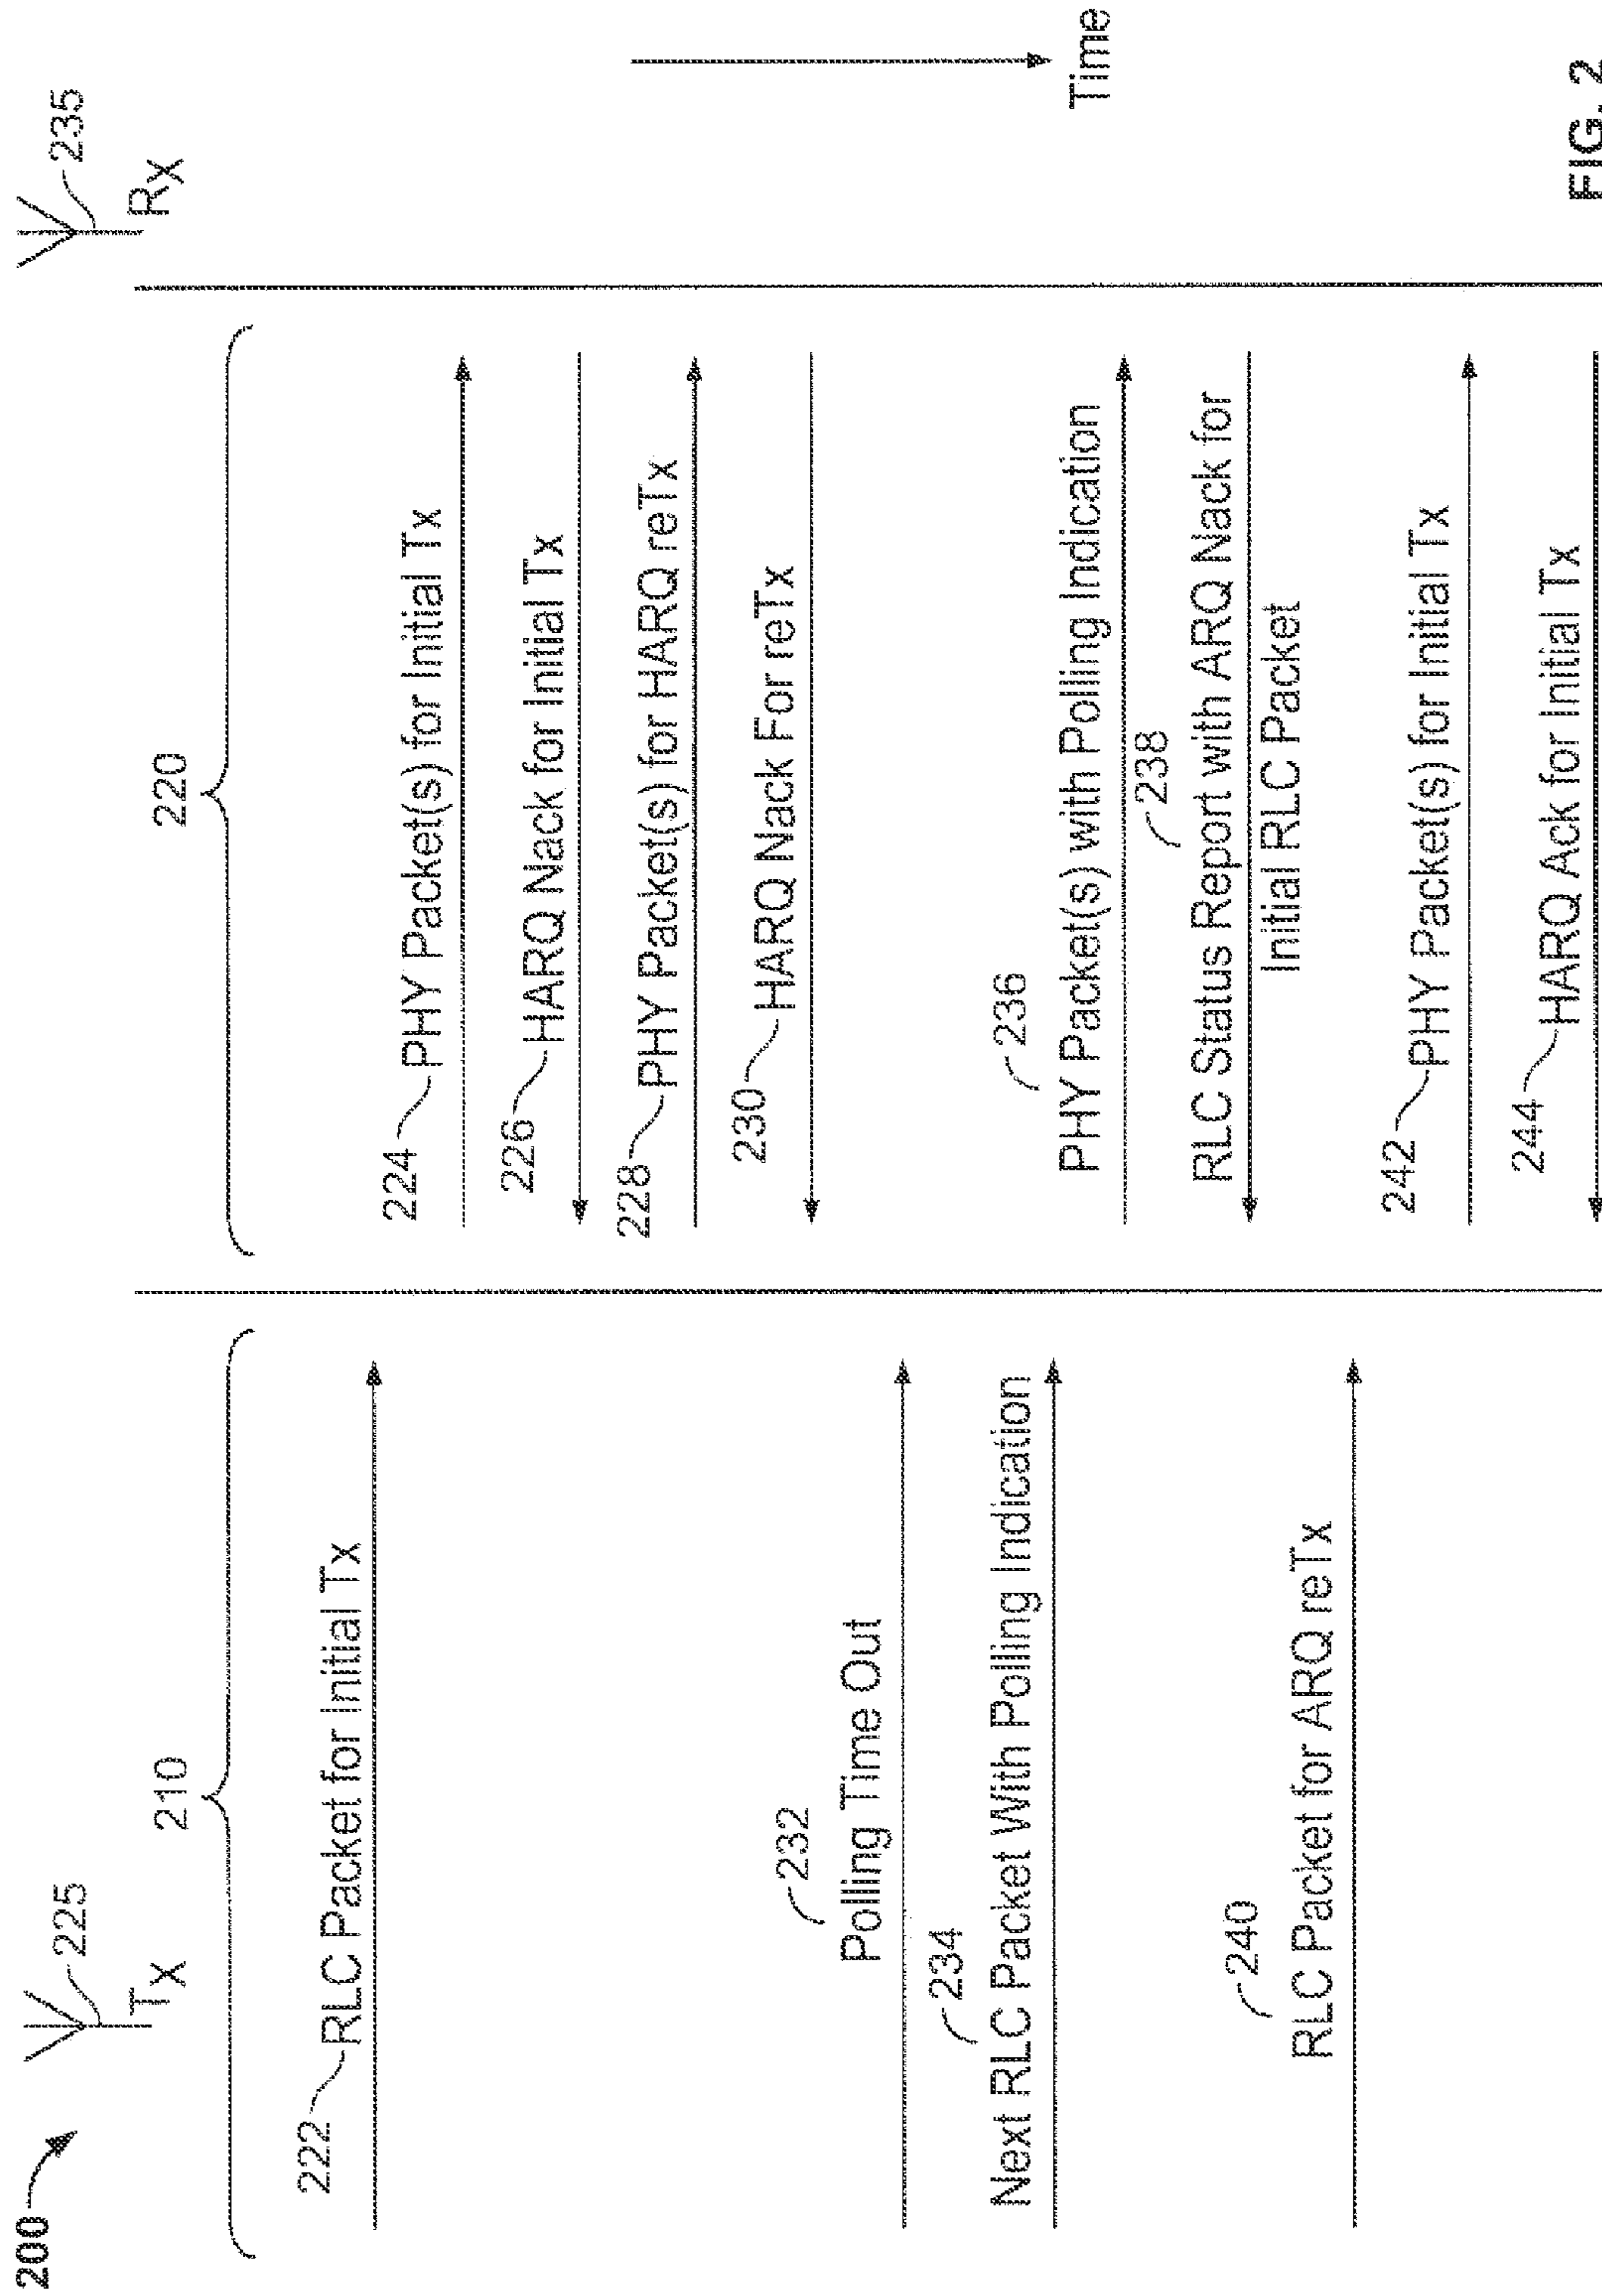 200
225
Tx
235
Rx
210
220
222
RLC Packet for Initial Tx
224
PHY Packet(s) for Initial Tx
226
HARQ Nack for Initial Tx
228
PHY Packet(s) for HARQ reTx
230
HARQ Nack For reTx
232
Polling Time Out
234
Next RLC Packet With Polling Indication
236
PHY Packet(s) with Polling Indication
238
RLC Status Report with ARQ Nack for
Initial RLC Packet
240
RLC Packet for ARQ reTx
242
PHY Packet(s) for Initial Tx
244
HARQ Ack for Initial Tx
Time
FIG. 2